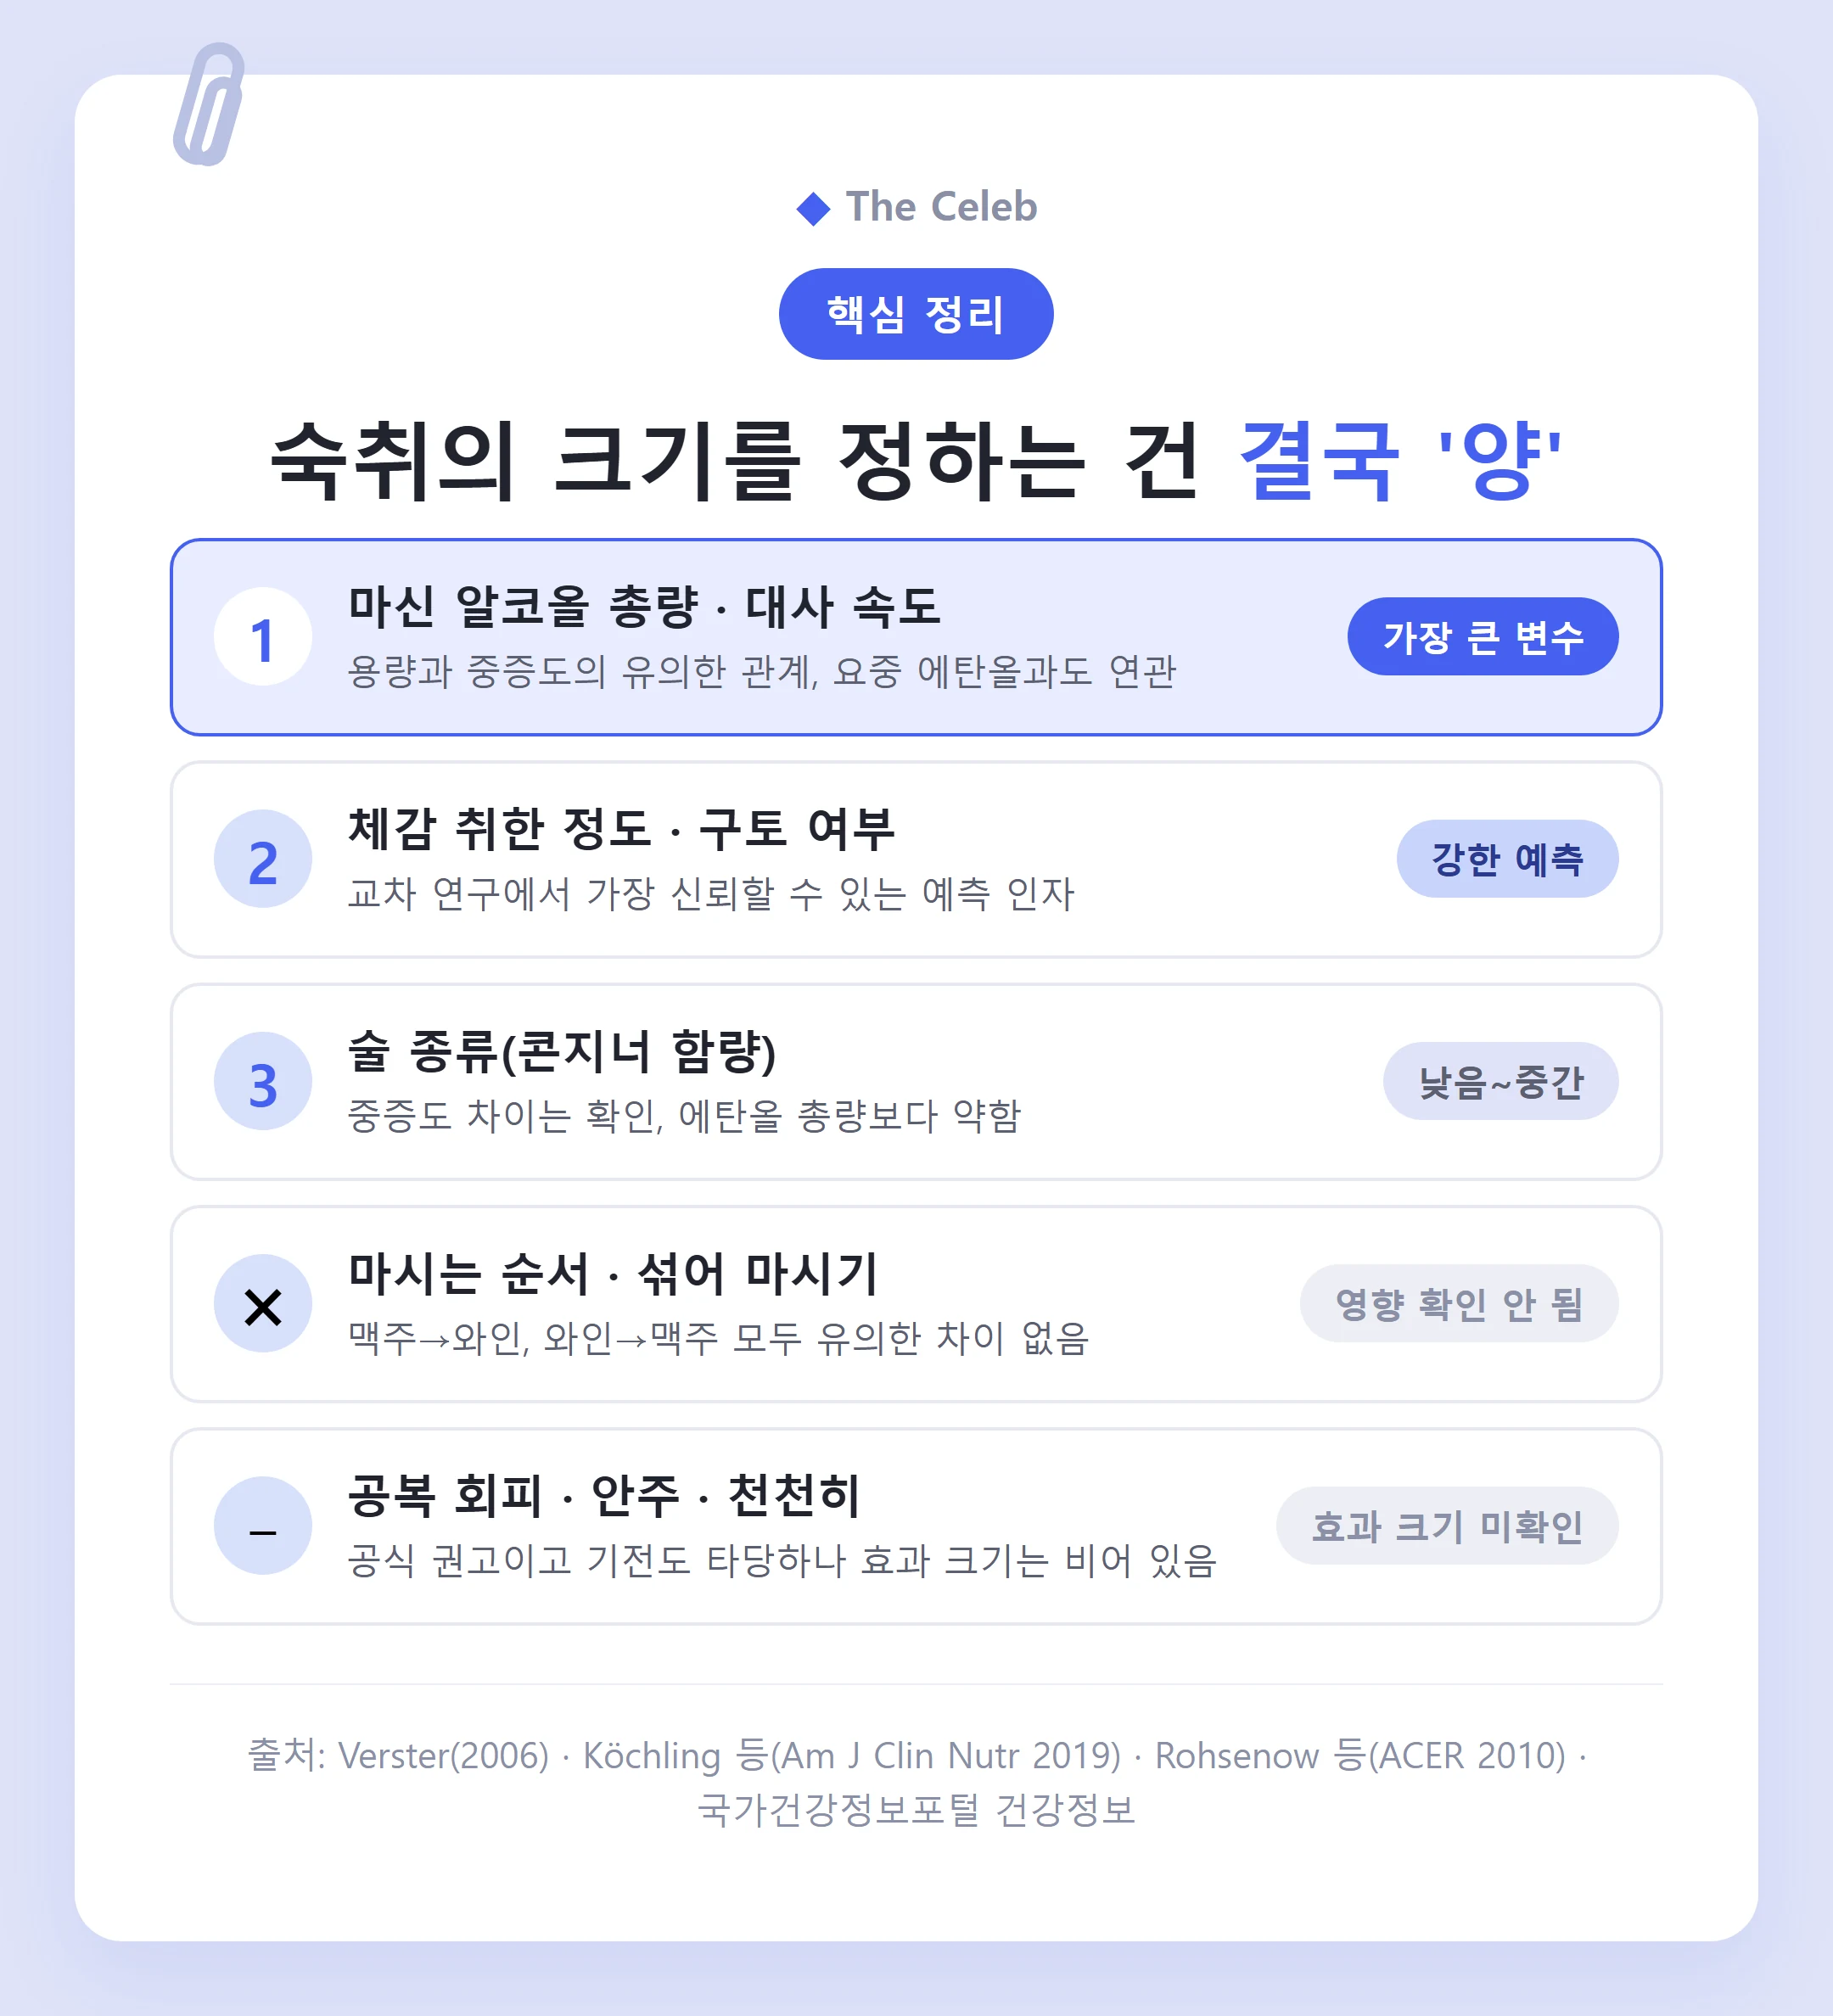 The Celeb
핵심 정리
숙취의 크기를 정하는 건 결국 '양'
1
마신 알코올 총량 · 대사 속도
용량과 중증도의 유의한 관계, 요중 에탄올과도 연관
가장 큰 변수
2
체감 취한 정도 · 구토 여부
교차 연구에서 가장 신뢰할 수 있는 예측 인자
강한 예측
3
술 종류(콘지너 함량)
중증도 차이는 확인, 에탄올 총량보다 약함
낮음~중간
✕
마시는 순서 · 섞어 마시기
맥주→와인, 와인→맥주 모두 유의한 차이 없음
영향 확인 안 됨
–
공복 회피 · 안주 · 천천히
공식 권고이고 기전도 타당하나 효과 크기는 비어 있음
효과 크기 미확인
출처: Verster(2006) · Köchling 등(Am J Clin Nutr 2019) · Rohsenow 등(ACER 2010) ·
국가건강정보포털 건강정보